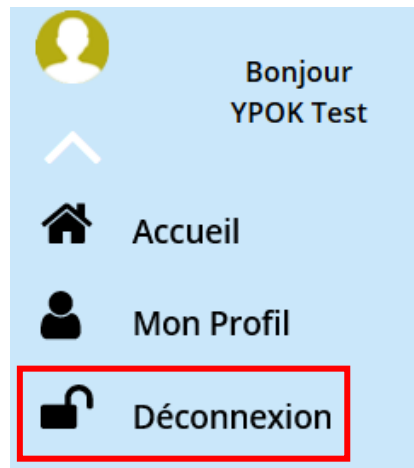 Bonjour
YPOK Test
Accueil
Mon Profil
Déconnexion